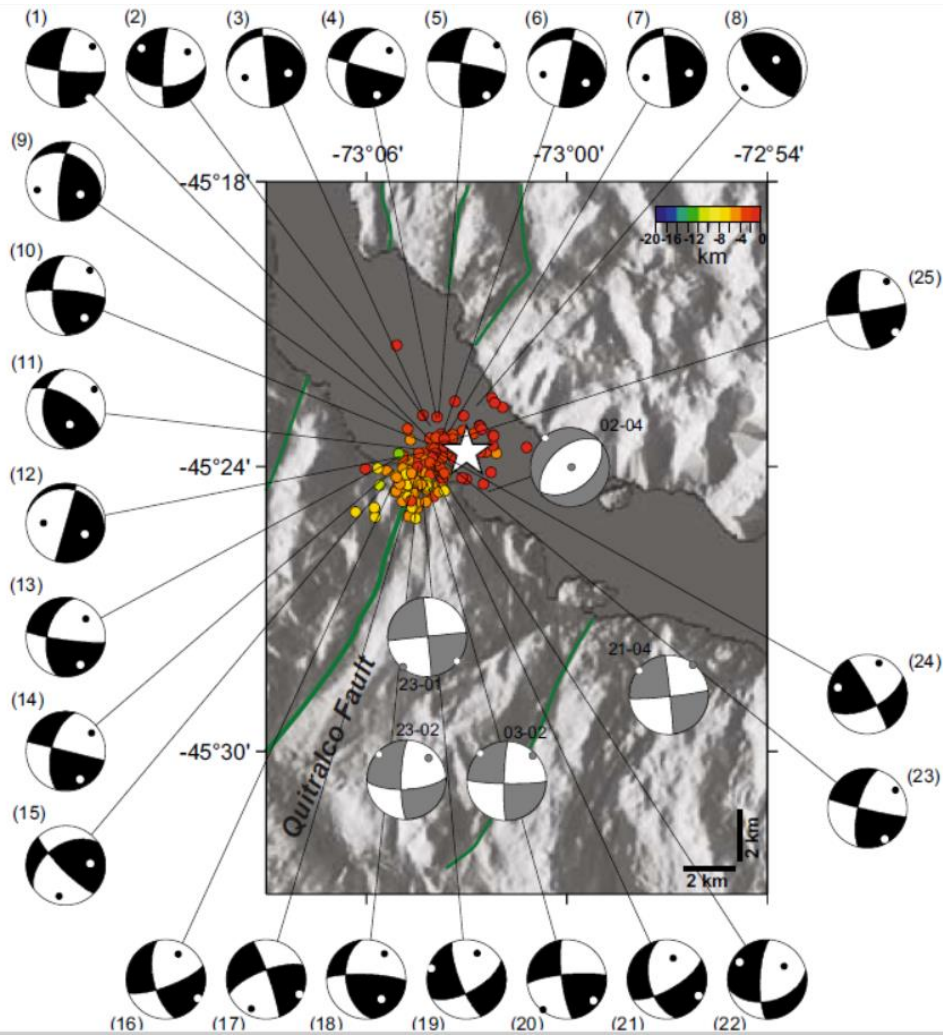 (1) (2) (3) (4) (5) (6) (7) (8)
(9)
-73°06' -73°00' -72°54'
-45°18'
-20-16-12 -8 -4 0
km
(10)
(25)
(11)
02-04
-45°24'
(12)
(13)
21-04
(24)
23-01
(14)
Quitralco Fault
23-02 03-02
-45°30'
(23)
(15)
2 km
2 km
(16) (17) (18) (19) (20) (21) (22)